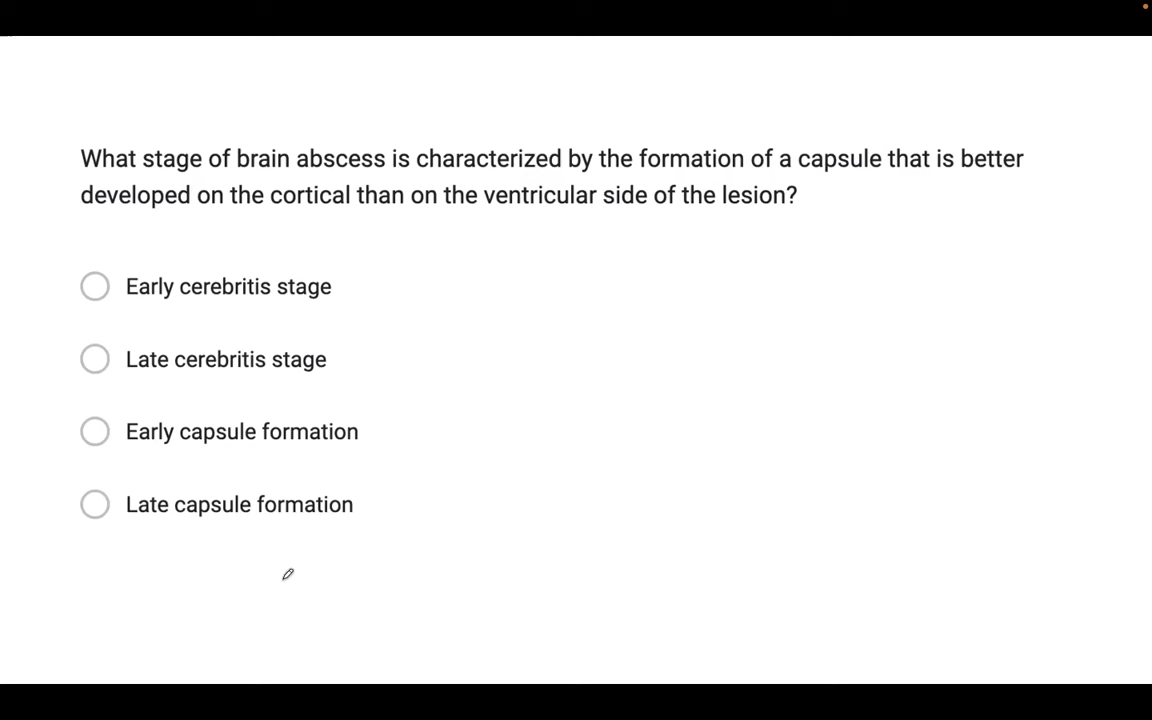 What stage of brain abscess is characterized by the formation of a capsule that is better
developed on the cortical than on the ventricular side of the lesion?
Early cerebritis stage
Late cerebritis stage
Early capsule formation
Late capsule formation